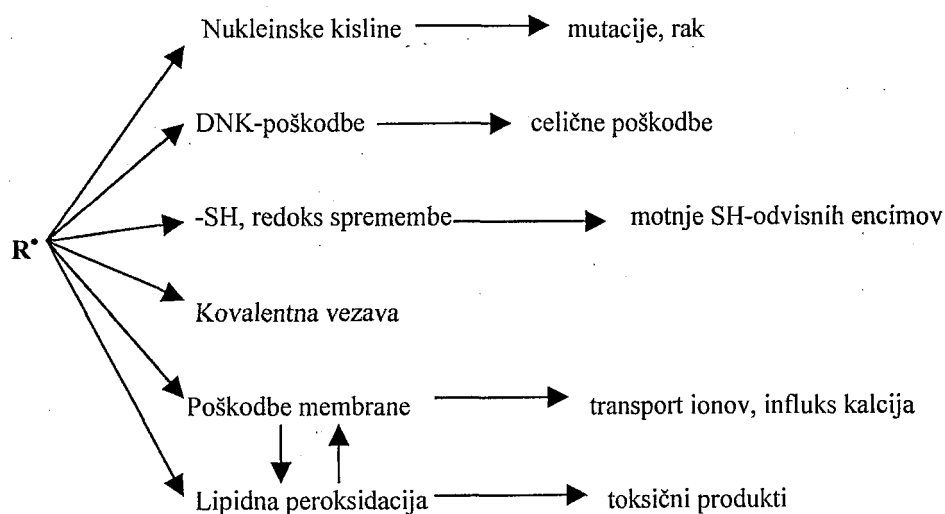 Nukleinske kisline mutacije, rak
DNK-poškodbe celične poškodbe
-SH, redoks spremembe motnje SH-odvisnih encimov
R•
Kovalentna vezava
Poškodbe membrane transport ionov, influks kalcija
Lipidna peroksidacija toksični produkti